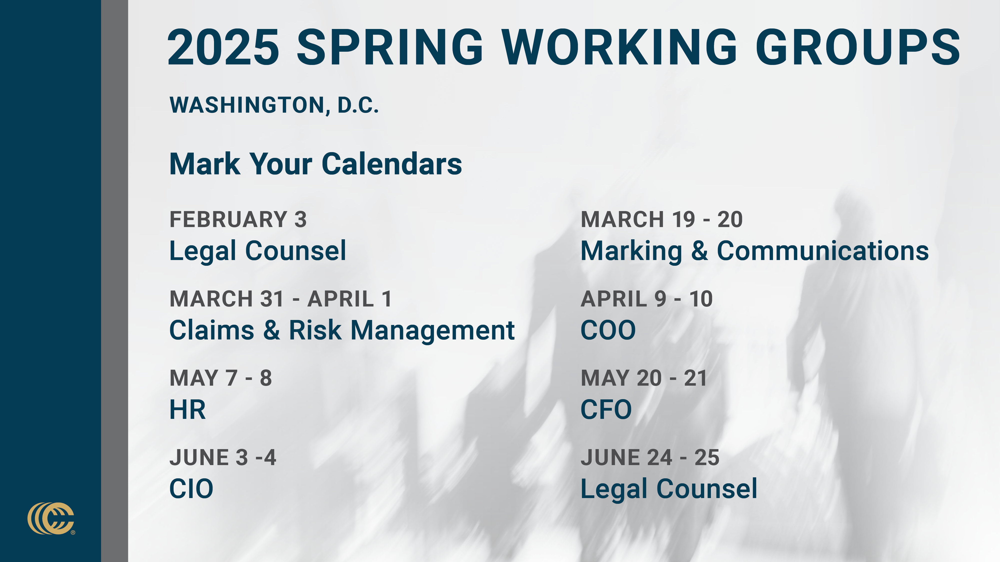 2025 SPRING WORKING GROUPS
WASHINGTON, D.C.
Mark Your Calendars
FEBRUARY 3
Legal Counsel
MARCH 19 - 20
Marking & Communications
MARCH 31 - APRIL 1
Claims & Risk Management
APRIL 9 - 10
COO
MAY 7 - 8
HR
MAY 20 - 21
CFO
JUNE 3 -4
CIO
JUNE 24 - 25
Legal Counsel
®